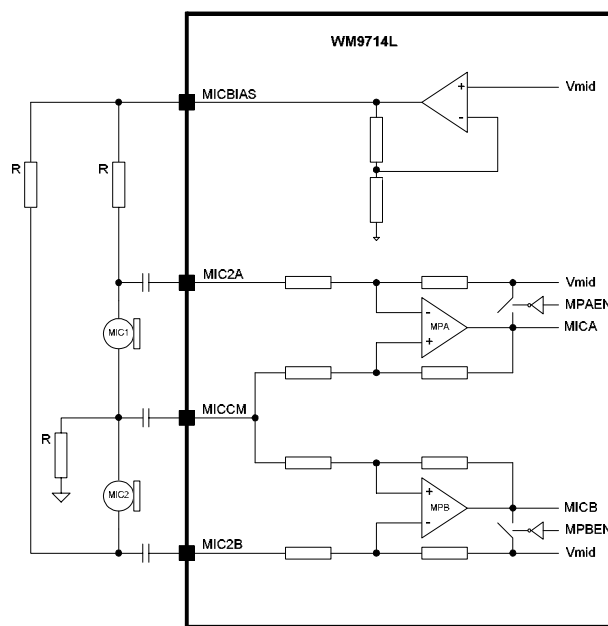 WM9714L
MICBIAS
+
Vmid
-
R
R
MIC2A
Vmid
MPAEN
-
MPA
+
MICA
MIC1
MICCM
R
MIC2
+
MPB
-
MICB
MPBEN
MIC2B
Vmid